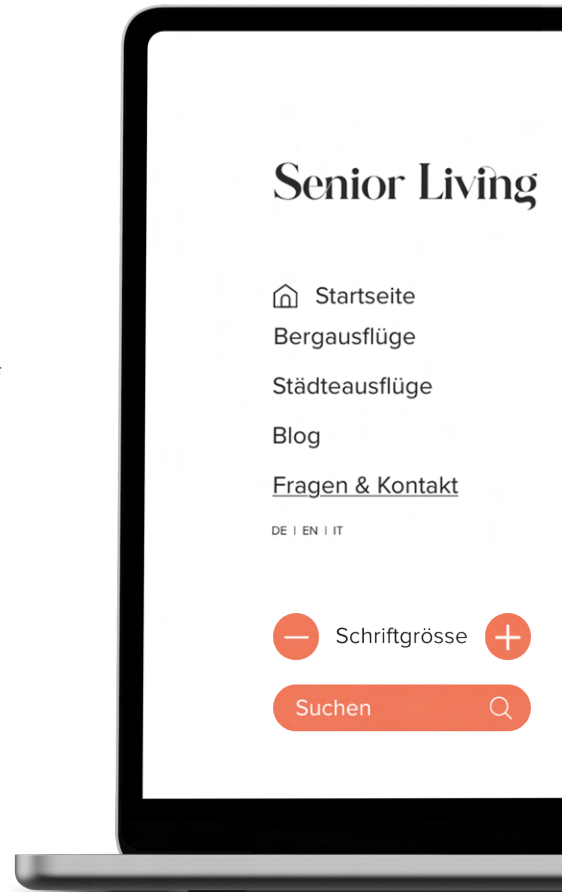 Senior Living
Startseite
Bergausflüge
Städteausflüge
Blog
Fragen & Kontakt
DE | EN | IT
Schriftgrösse
Suchen